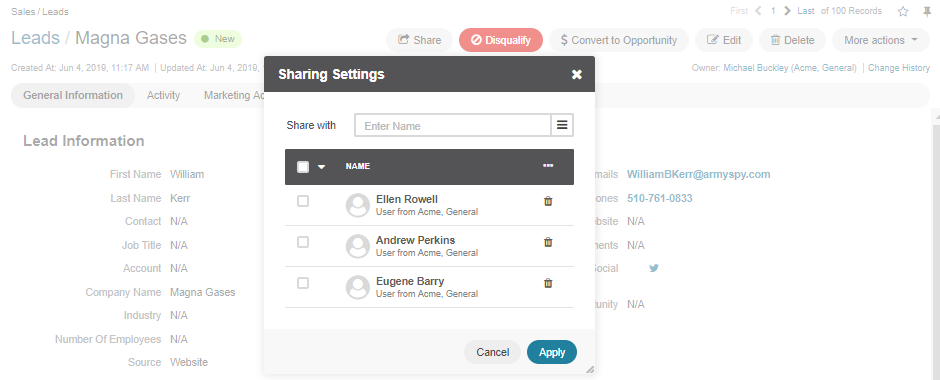 Sales / Leads
First 1 Last of 100 Records
Leads / Magna Gases New
Share Disqualify $ Convert to Opportunity Edit Delete More actions
Created At: Jun 4, 2019, 11:17 AM | Updated At: Jun 4, 2019,
Owner: Michael Buckley (Acme, General) | Change History
General Information Activity Marketing Ac
Sharing Settings
Share with Enter Name
NAME
Ellen Rowell
User from Acme, General
Andrew Perkins
User from Acme, General
Eugene Barry
User from Acme, General
Cancel Apply
Lead Information
First Name William
Last Name Kerr
Contact N/A
Job Title N/A
Account N/A
Company Name Magna Gases
Industry N/A
Number Of Employees N/A
Source Website
mails WilliamBKerr@armyspy.com
ones 510-761-0833
bsite N/A
ments N/A
Social
unity N/A